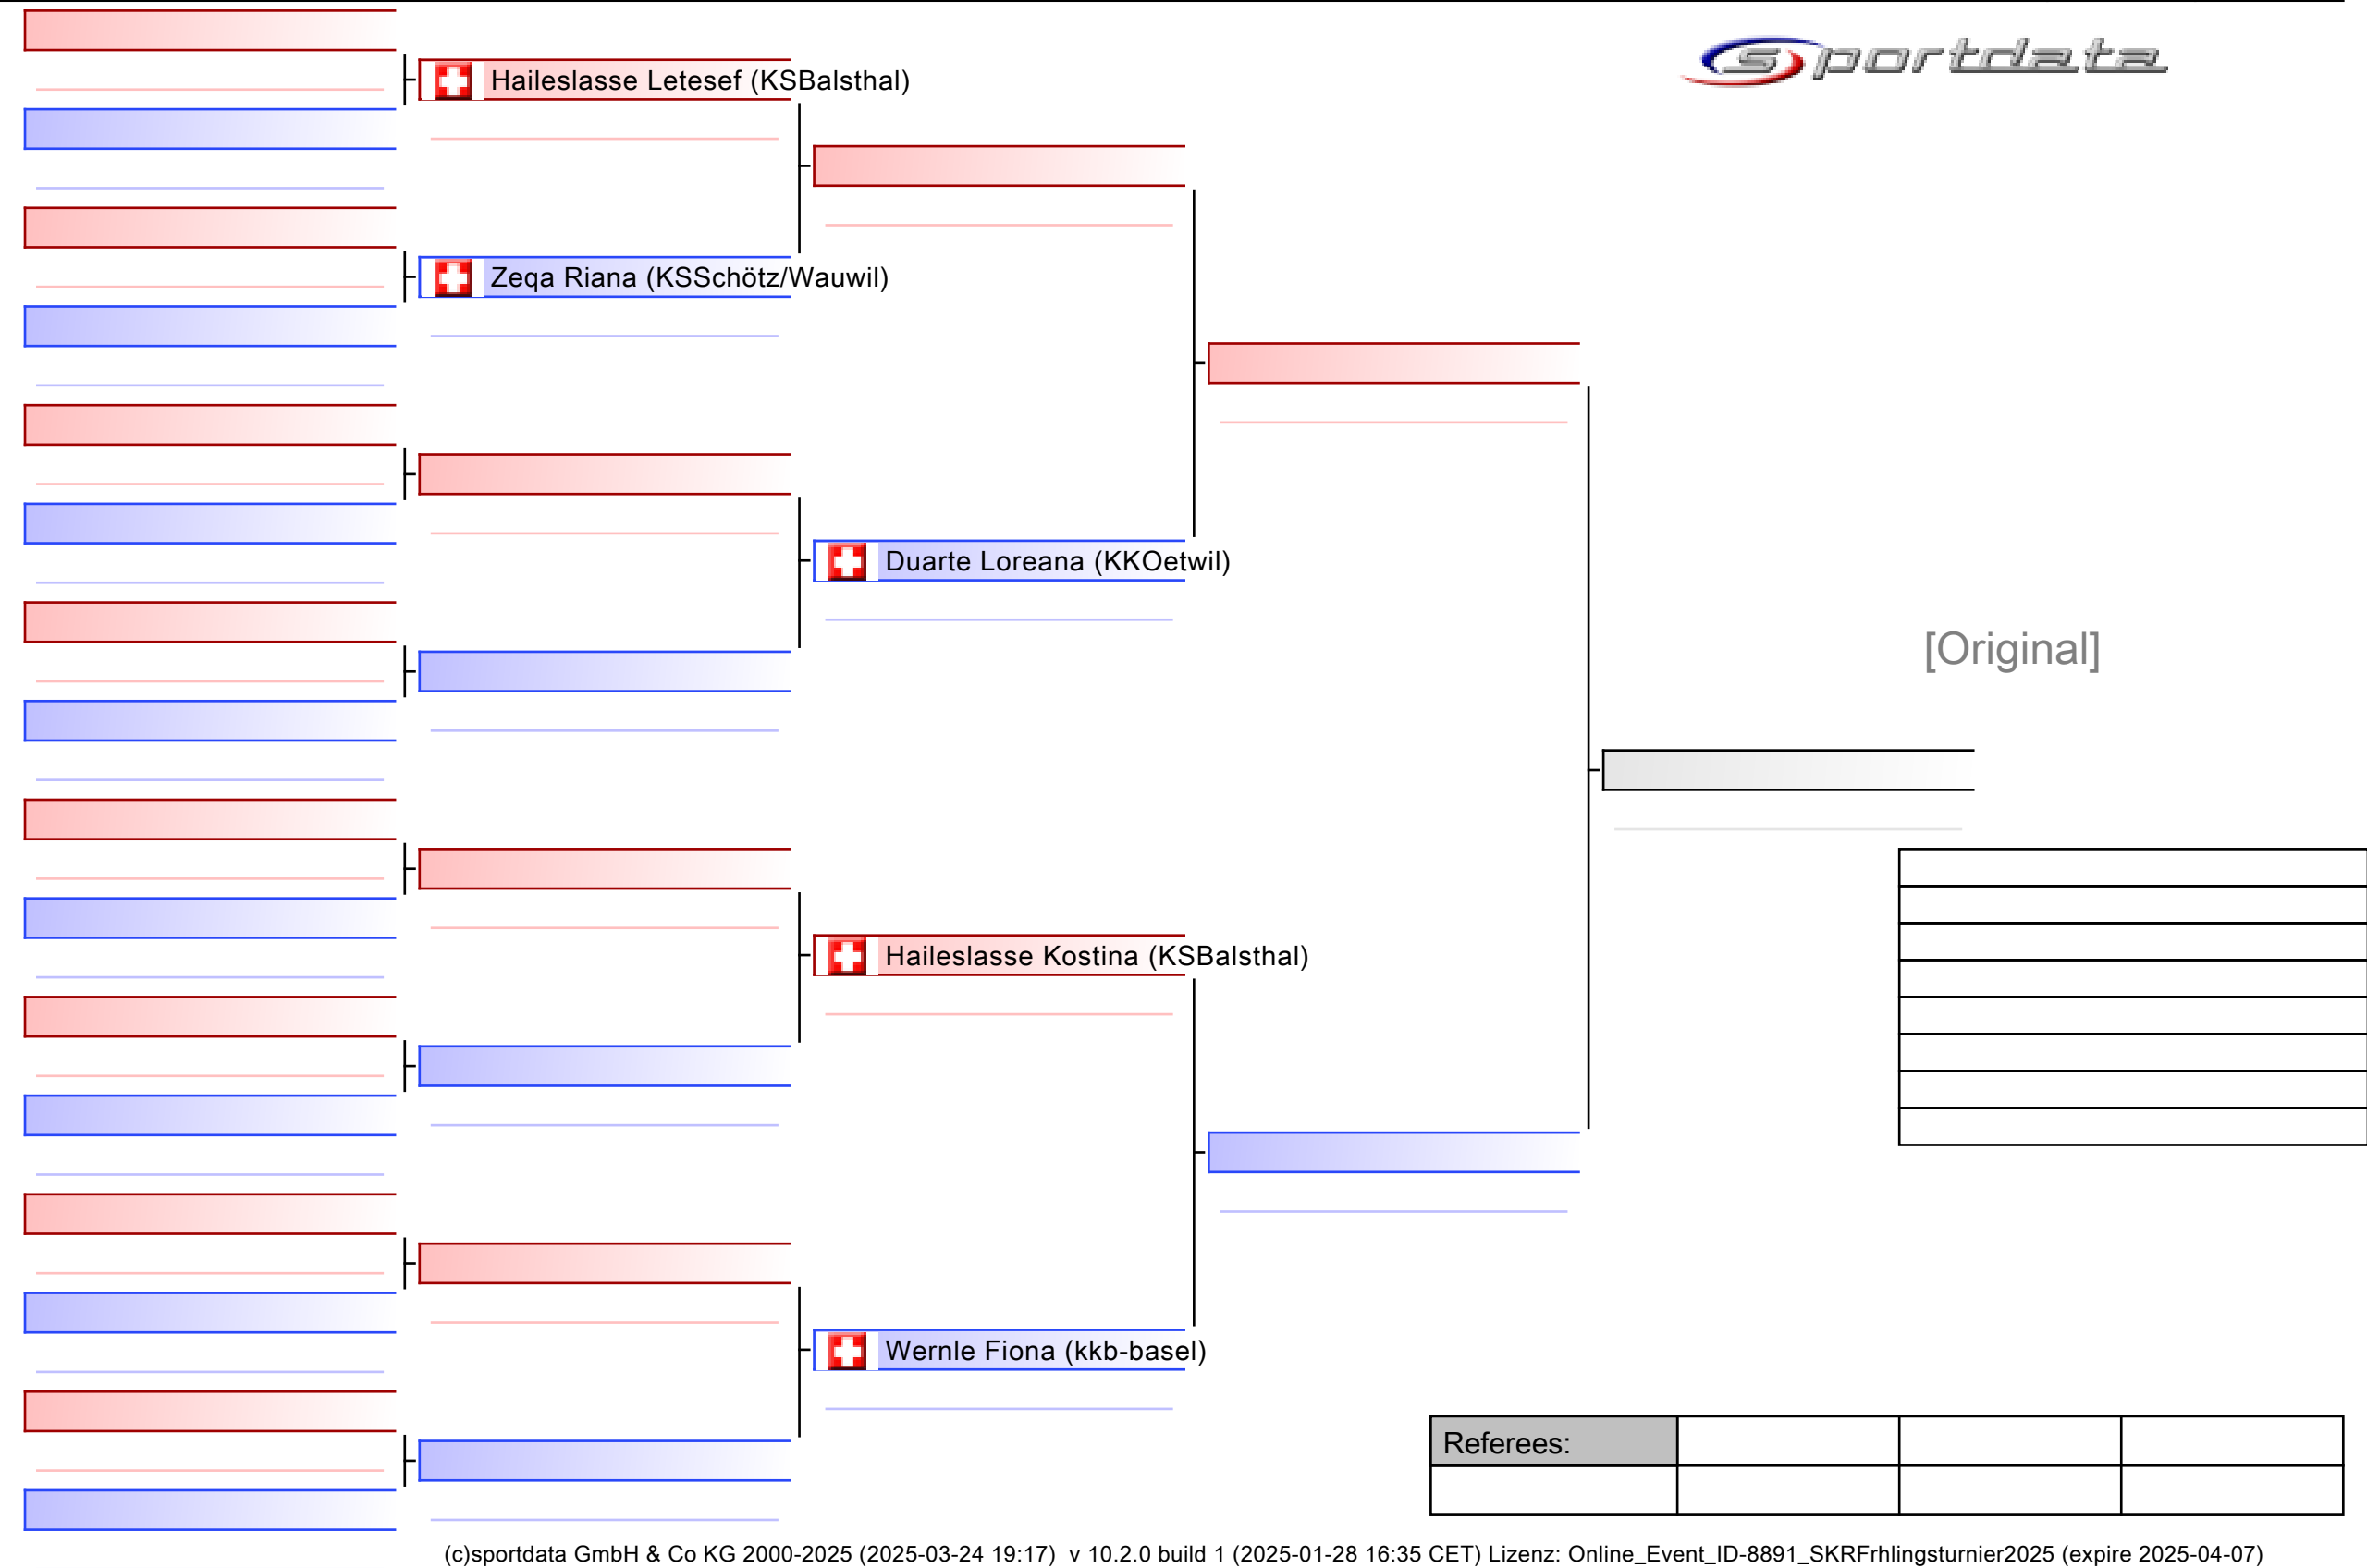 sportdata
Haileslasse Letesef (KSBalsthal)
Zeqa Riana (KSSchötz/Wauwil)
Duarte Loreana (KKOetwil)
[Original]
Haileslasse Kostina (KSBalsthal)
Wernle Fiona (kkb-basel)
Referees:
(c)sportdata GmbH & Co KG 2000-2025 (2025-03-24 19:17) v 10.2.0 build 1 (2025-01-28 16:35 CET) Lizenz: Online_Event_ID-8891_SKRFrhlingsturnier2025 (expire 2025-04-07)